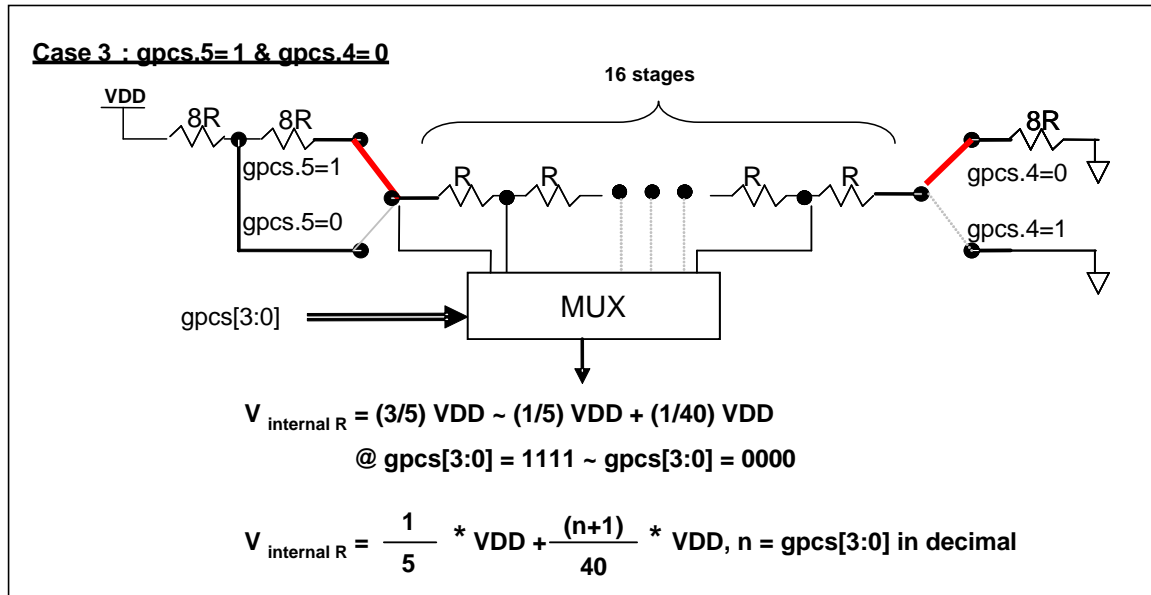 Case 3 : gpcs.5=1 & gpcs.4=0
16 stages
VDD
8R 8R 8R
gpcs.5=1 gpcs.4=0
R R R R
gpcs.5=0 gpcs.4=1
MUX
gpcs[3:0]
V internal R = (3/5) VDD ~ (1/5) VDD + (1/40) VDD
@ gpcs[3:0] = 1111 ~ gpcs[3:0] = 0000
V internal R = 1/5 * VDD + (n+1)/40 * VDD, n = gpcs[3:0] in decimal